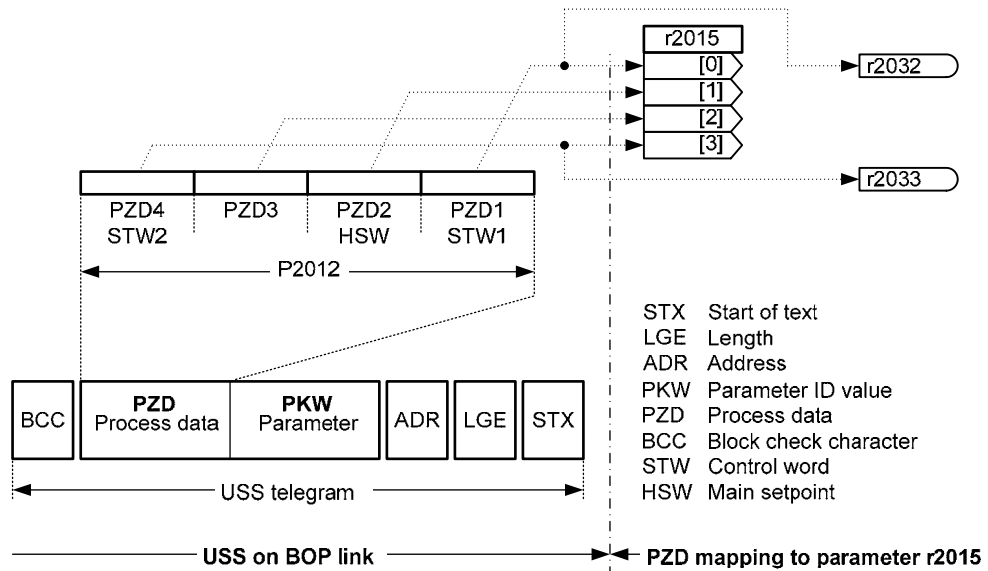 r2015
[0]
r2032
[1]
[2]
[3]
r2033
PZD4
STW2
PZD3
PZD2
HSW
PZD1
STW1
P2012
STX Start of text
LGE Length
ADR Address
PKW Parameter ID value
PZD Process data
BCC Block check character
STW Control word
HSW Main setpoint
BCC
PZD
Process data
PKW
Parameter
ADR
LGE
STX
USS telegram
USS on BOP link
PZD mapping to parameter r2015